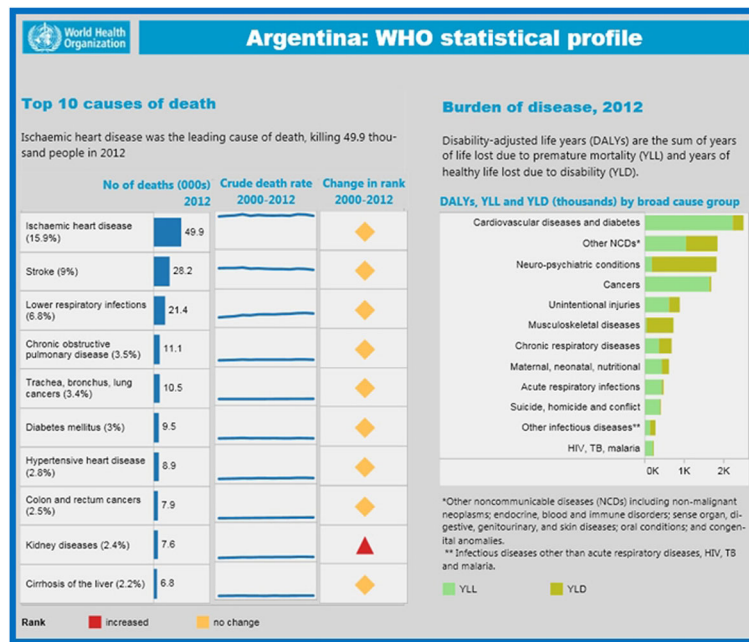 World Health
Organization
Argentina: WHO statistical profile
Top 10 causes of death
Ischaemic heart disease was the leading cause of death, killing 49.9 thou-
sand people in 2012
No of deaths (000s)
2012
Crude death rate
2000-2012
Change in rank
2000-2012
Ischaemic heart disease
(15.9%)
49.9
Stroke (9%)
28.2
Lower respiratory infections
(6.8%)
21.4
Chronic obstructive
pulmonary disease (3.5%)
11.1
Trachea, bronchus, lung
cancers (3.4%)
10.5
Diabetes mellitus (3%)
9.5
Hypertensive heart disease
(2.8%)
8.9
Colon and rectum cancers
(2.5%)
7.9
Kidney diseases (2.4%)
7.6
Cirrhosis of the liver (2.2%)
6.8
Rank
increased
no change
Burden of disease, 2012
Disability-adjusted life years (DALYs) are the sum of years
of life lost due to premature mortality (YLL) and years of
healthy life lost due to disability (YLD).
DALYs, YLL and YLD (thousands) by broad cause group
Cardiovascular diseases and diabetes
Other NCDs*
Neuro-psychiatric conditions
Cancers
Unintentional injuries
Musculoskeletal diseases
Chronic respiratory diseases
Maternal, neonatal, nutritional
Acute respiratory infections
Suicide, homicide and conflict
Other infectious diseases**
HIV, TB, malaria
0K 1K 2K
*Other noncommunicable diseases (NCDs) including non-malignant
neoplasms; endocrine, blood and immune disorders; sense organ, di-
gestive, genitourinary, and skin diseases; oral conditions; and congen-
ital anomalies.
** Infectious diseases other than acute respiratory diseases, HIV, TB
and malaria.
YLL
YLD